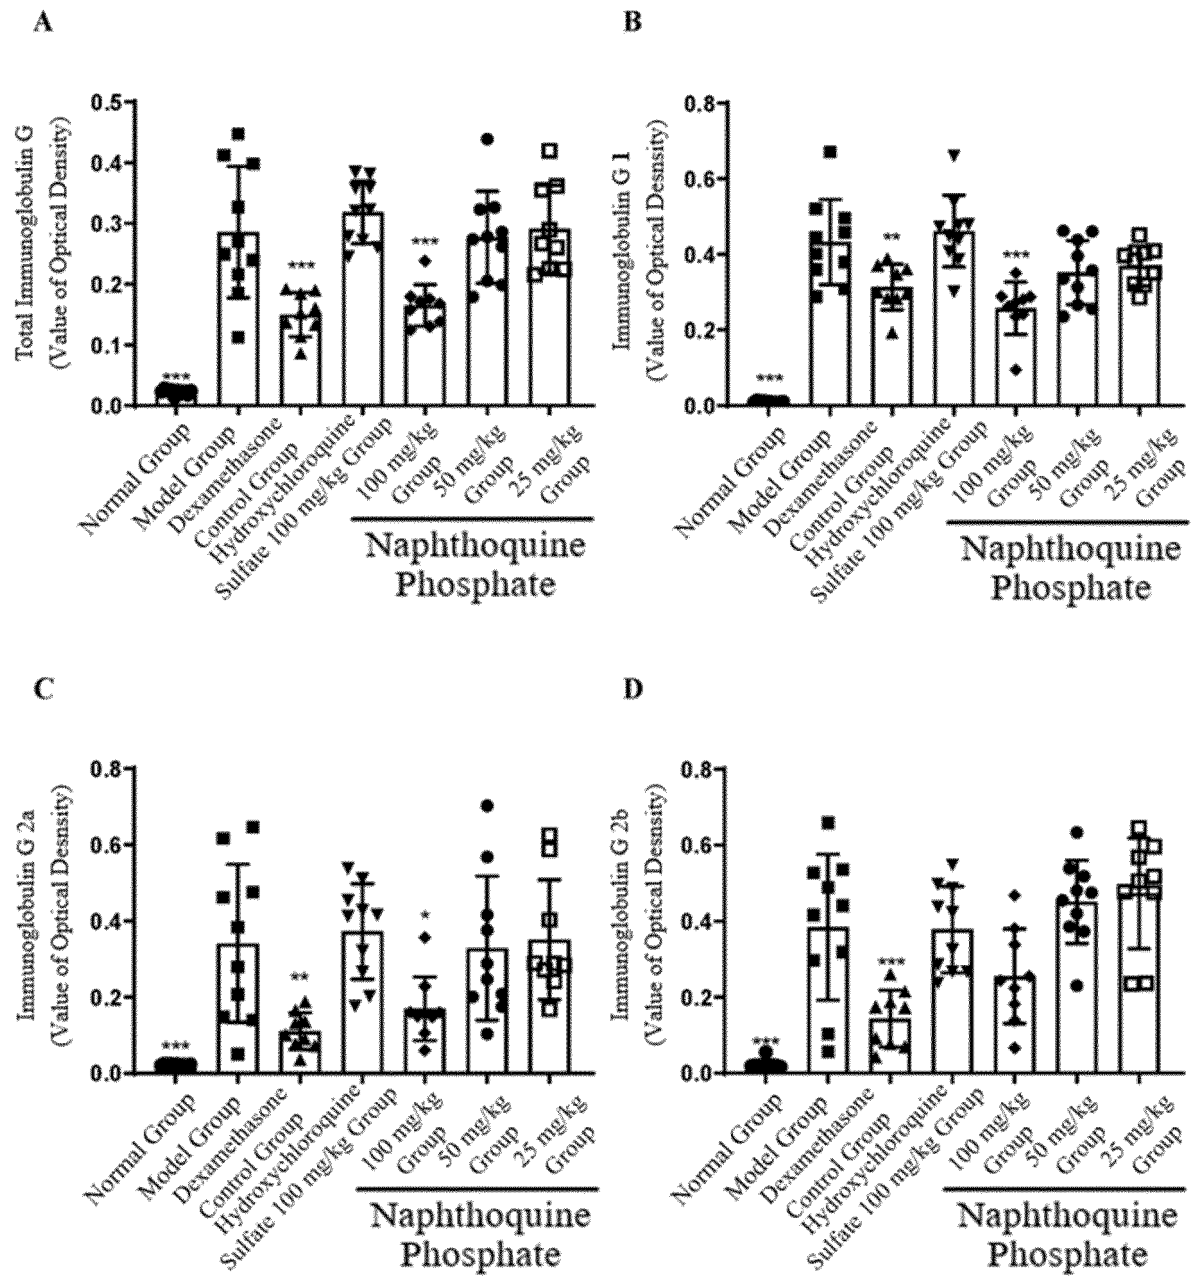 A
Total Immunoglobulin G
(Value of Optical Density)
0.5
0.4
0.3
0.2
0.1
0.0
***
***
***
Normal Group
Model Group
Dexamethasone
Control Group
Hydroxychloroquine
Sulfate 100 mg/kg Group
100 mg/kg
Group
50 mg/kg
Group
25 mg/kg
Group
Naphthoquine
Phosphate
B
Immunoglobulin G 1
(Value of Optical Desnsity)
0.8
0.6
0.4
0.2
0.0
***
**
***
Normal Group
Model Group
Dexamethasone
Control Group
Hydroxychloroquine
Sulfate 100 mg/kg Group
100 mg/kg
Group
50 mg/kg
Group
25 mg/kg
Group
Naphthoquine
Phosphate
C
Immunoglobulin G 2a
(Value of Optical Desnsity)
0.8
0.6
0.4
0.2
0.0
***
**
*
Normal Group
Model Group
Dexamethasone
Control Group
Hydroxychloroquine
Sulfate 100 mg/kg Group
100 mg/kg
Group
50 mg/kg
Group
25 mg/kg
Group
Naphthoquine
Phosphate
D
Immunoglobulin G 2b
(Value of Optical Desnsity)
0.8
0.6
0.4
0.2
0.0
***
***
Normal Group
Model Group
Dexamethasone
Control Group
Hydroxychloroquine
Sulfate 100 mg/kg Group
100 mg/kg
Group
50 mg/kg
Group
25 mg/kg
Group
Naphthoquine
Phosphate